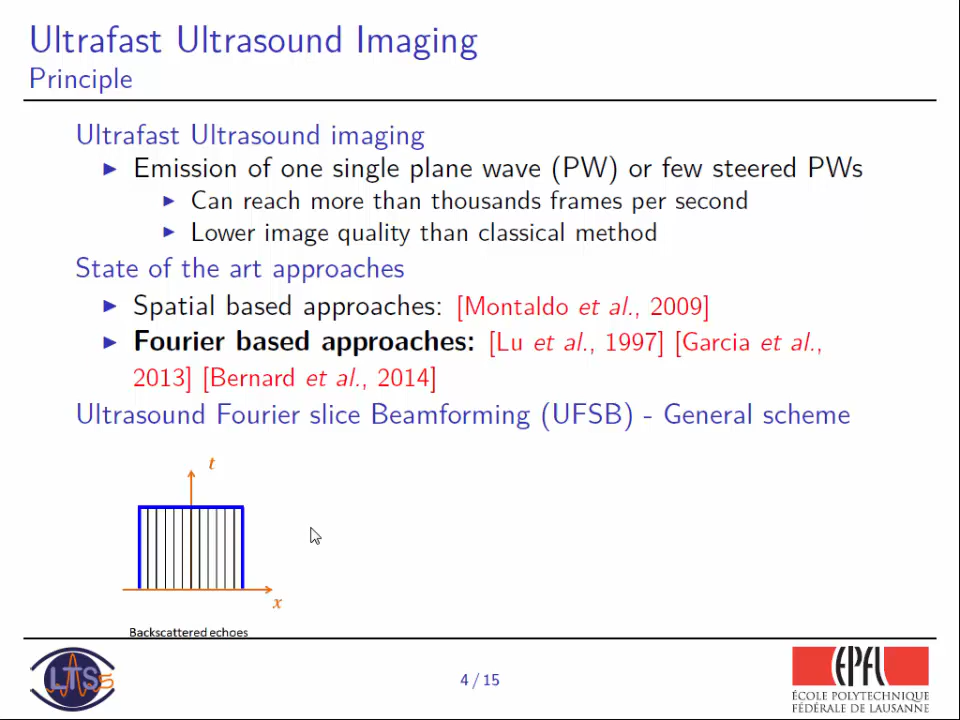 Ultrafast Ultrasound Imaging
Principle
Ultrafast Ultrasound imaging
Emission of one single plane wave (PW) or few steered PWs
Can reach more than thousands frames per second
Lower image quality than classical method
State of the art approaches
Spatial based approaches: [Montaldo et al., 2009]
Fourier based approaches: [Lu et al., 1997] [Garcia et al.,
2013] [Bernard et al., 2014]
Ultrasound Fourier slice Beamforming (UFSB) - General scheme
t
x
Backscattered echoes
LTS5
4 / 15
EPFL
ÉCOLE POLYTECHNIQUE
FÉDÉRALE DE LAUSANNE